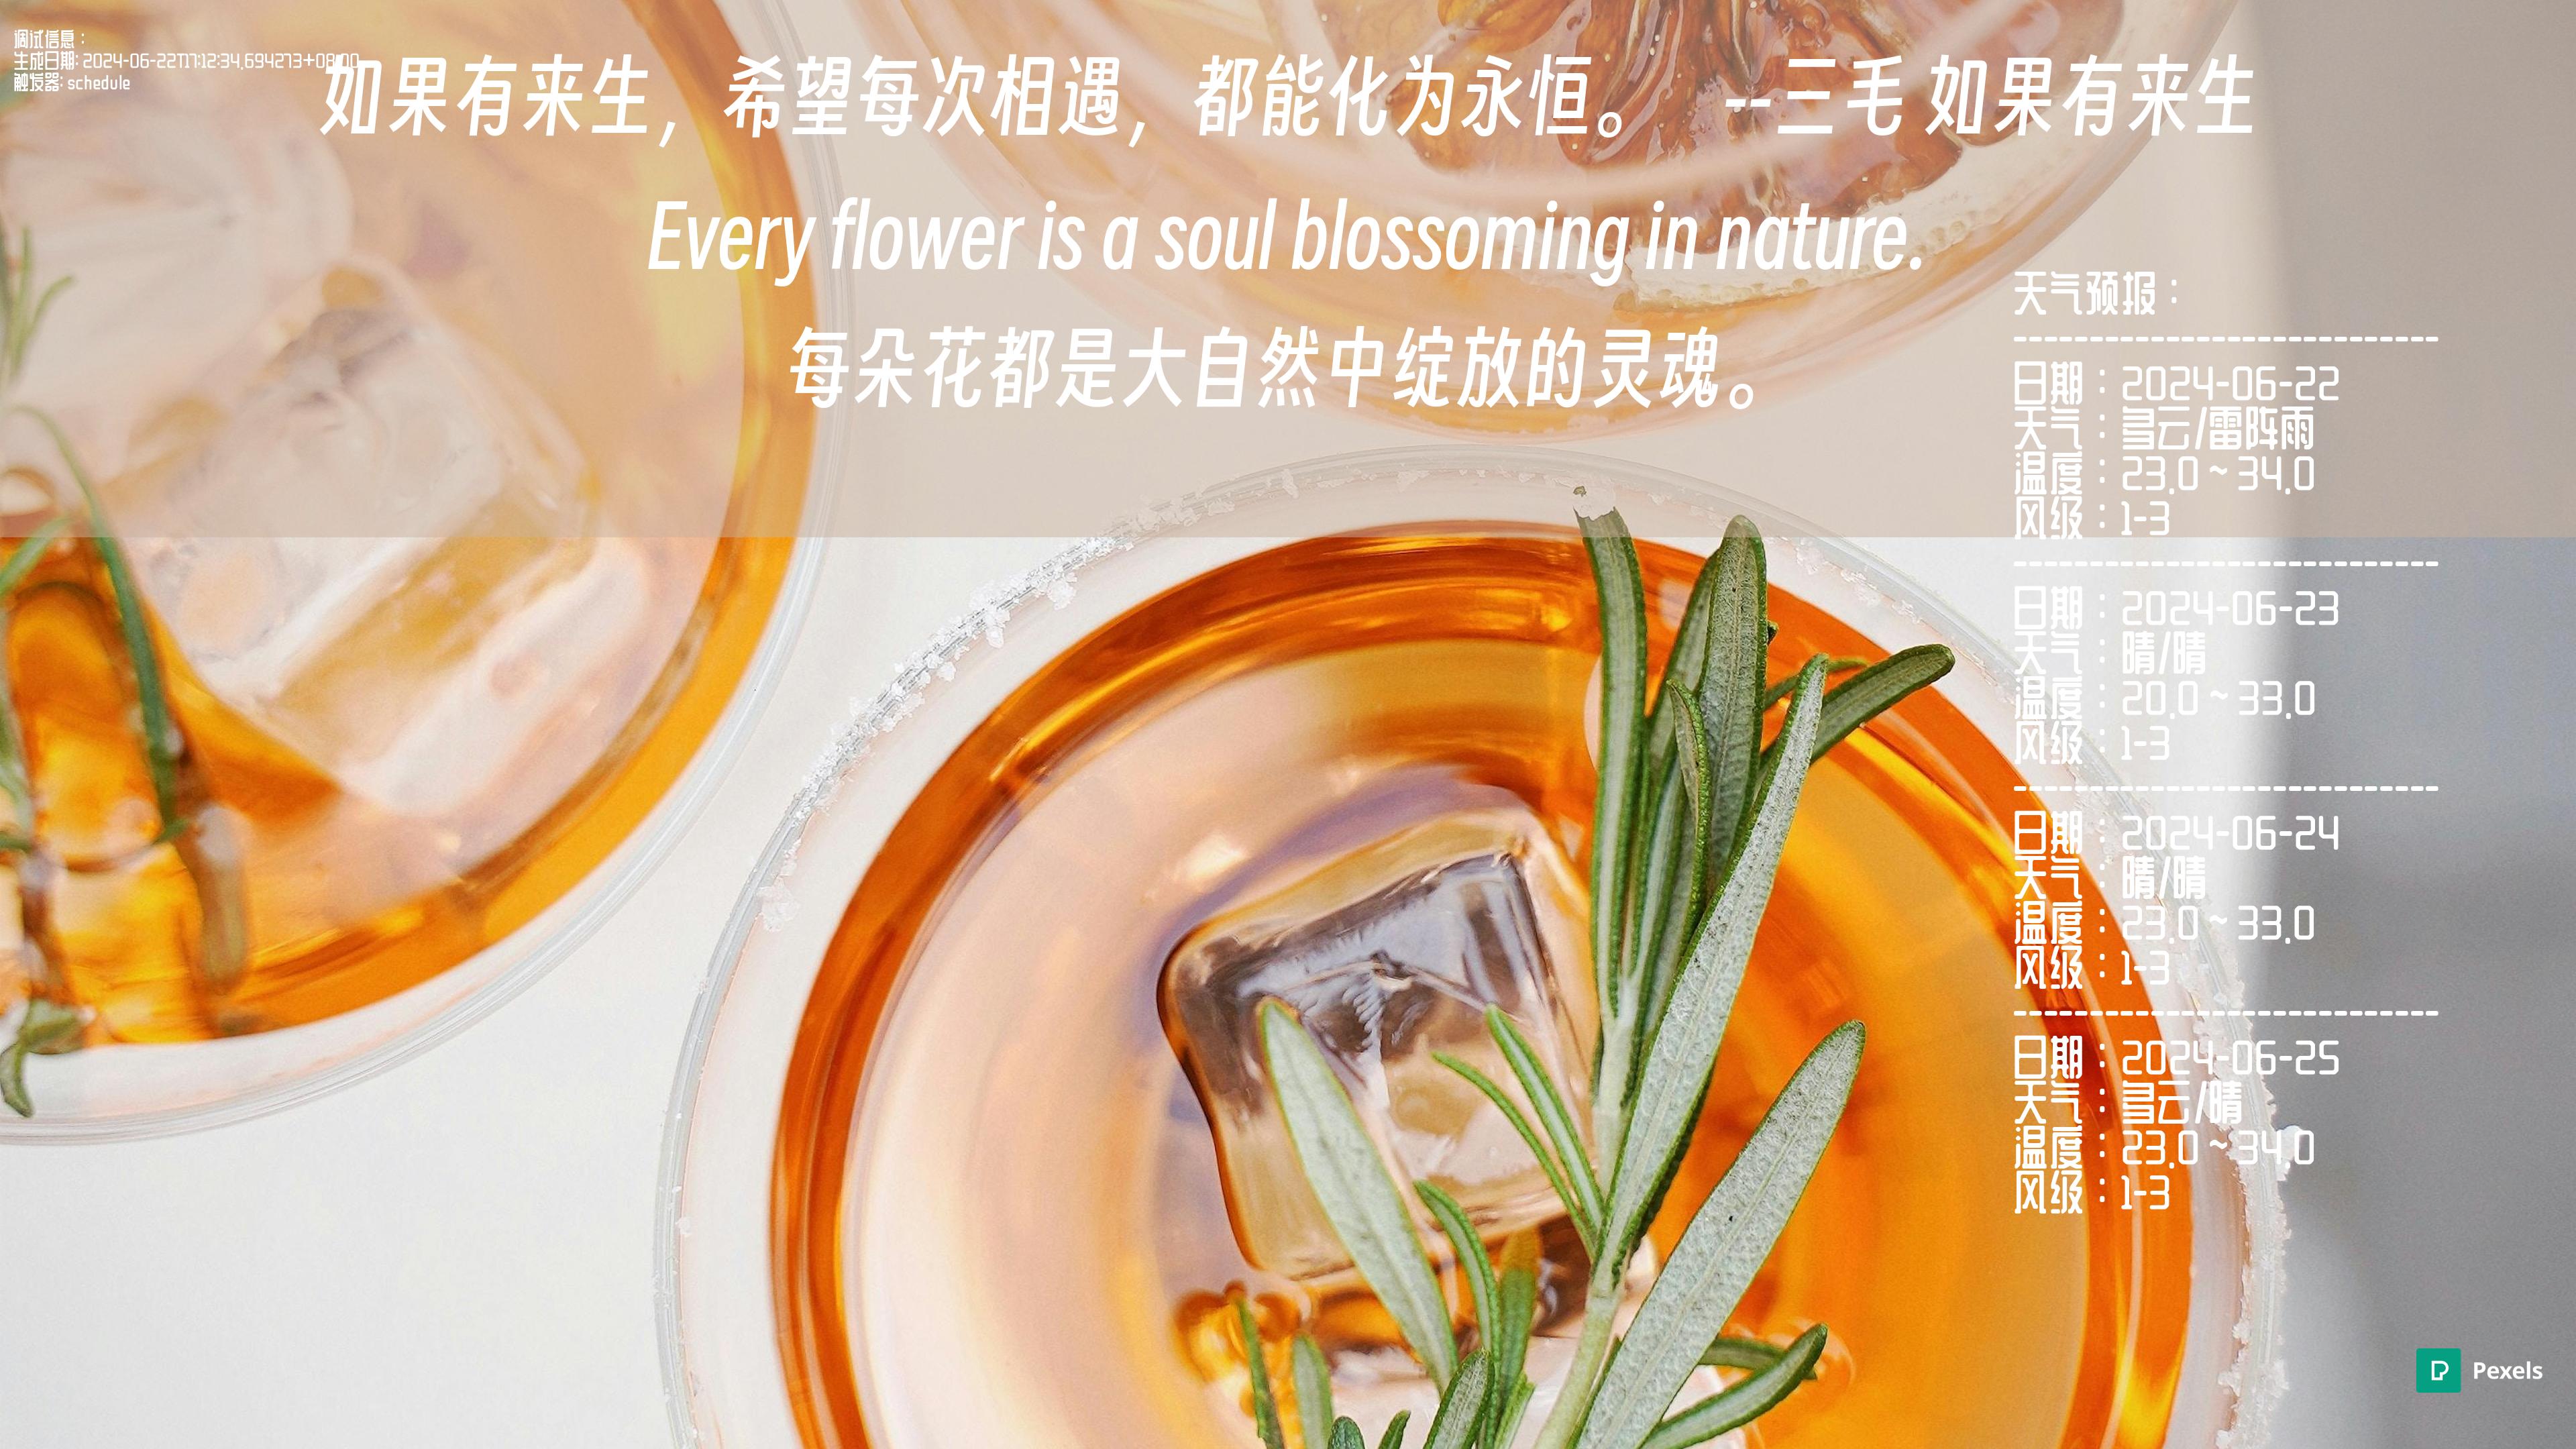 调试信息：
生成日期: 2024-06-22T17:12:34.694273+08:00
触发器: schedule
如果有来生，希望每次相遇，都能化为永恒。 --三毛 如果有来生
Every flower is a soul blossoming in nature.
每朵花都是大自然中绽放的灵魂。
天气预报：
---------------------------
日期：2024-06-22
天气：多云/雷阵雨
温度：23.0 ~ 34.0
风级：1-3
---------------------------
日期：2024-06-23
天气：晴/晴
温度：20.0 ~ 33.0
风级：1-3
---------------------------
日期：2024-06-24
天气：晴/晴
温度：23.0 ~ 33.0
风级：1-3
---------------------------
日期：2024-06-25
天气：多云/晴
温度：23.0 ~ 34.0
风级：1-3
Pexels